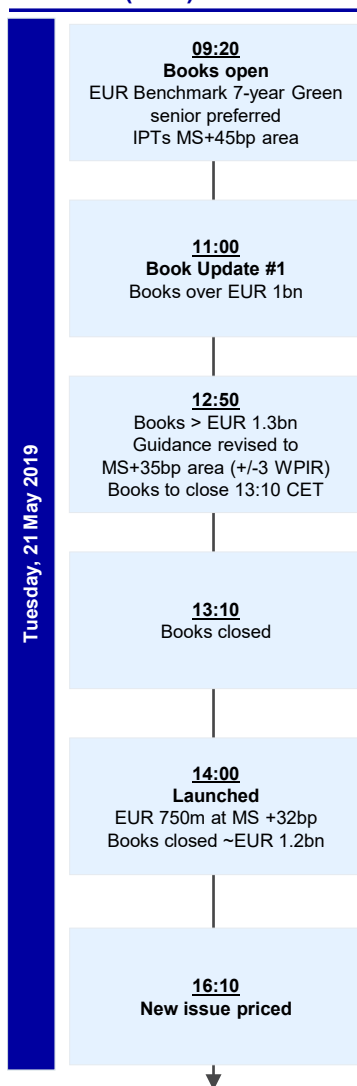 09:20
Books open
EUR Benchmark 7-year Green
senior preferred
IPTs MS+45bp area
11:00
Book Update #1
Books over EUR 1bn
12:50
Books > EUR 1.3bn
Guidance revised to
MS+35bp area (+/-3 WPIR)
Books to close 13:10 CET
Tuesday, 21 May 2019
13:10
Books closed
14:00
Launched
EUR 750m at MS +32bp
Books closed ~EUR 1.2bn
16:10
New issue priced